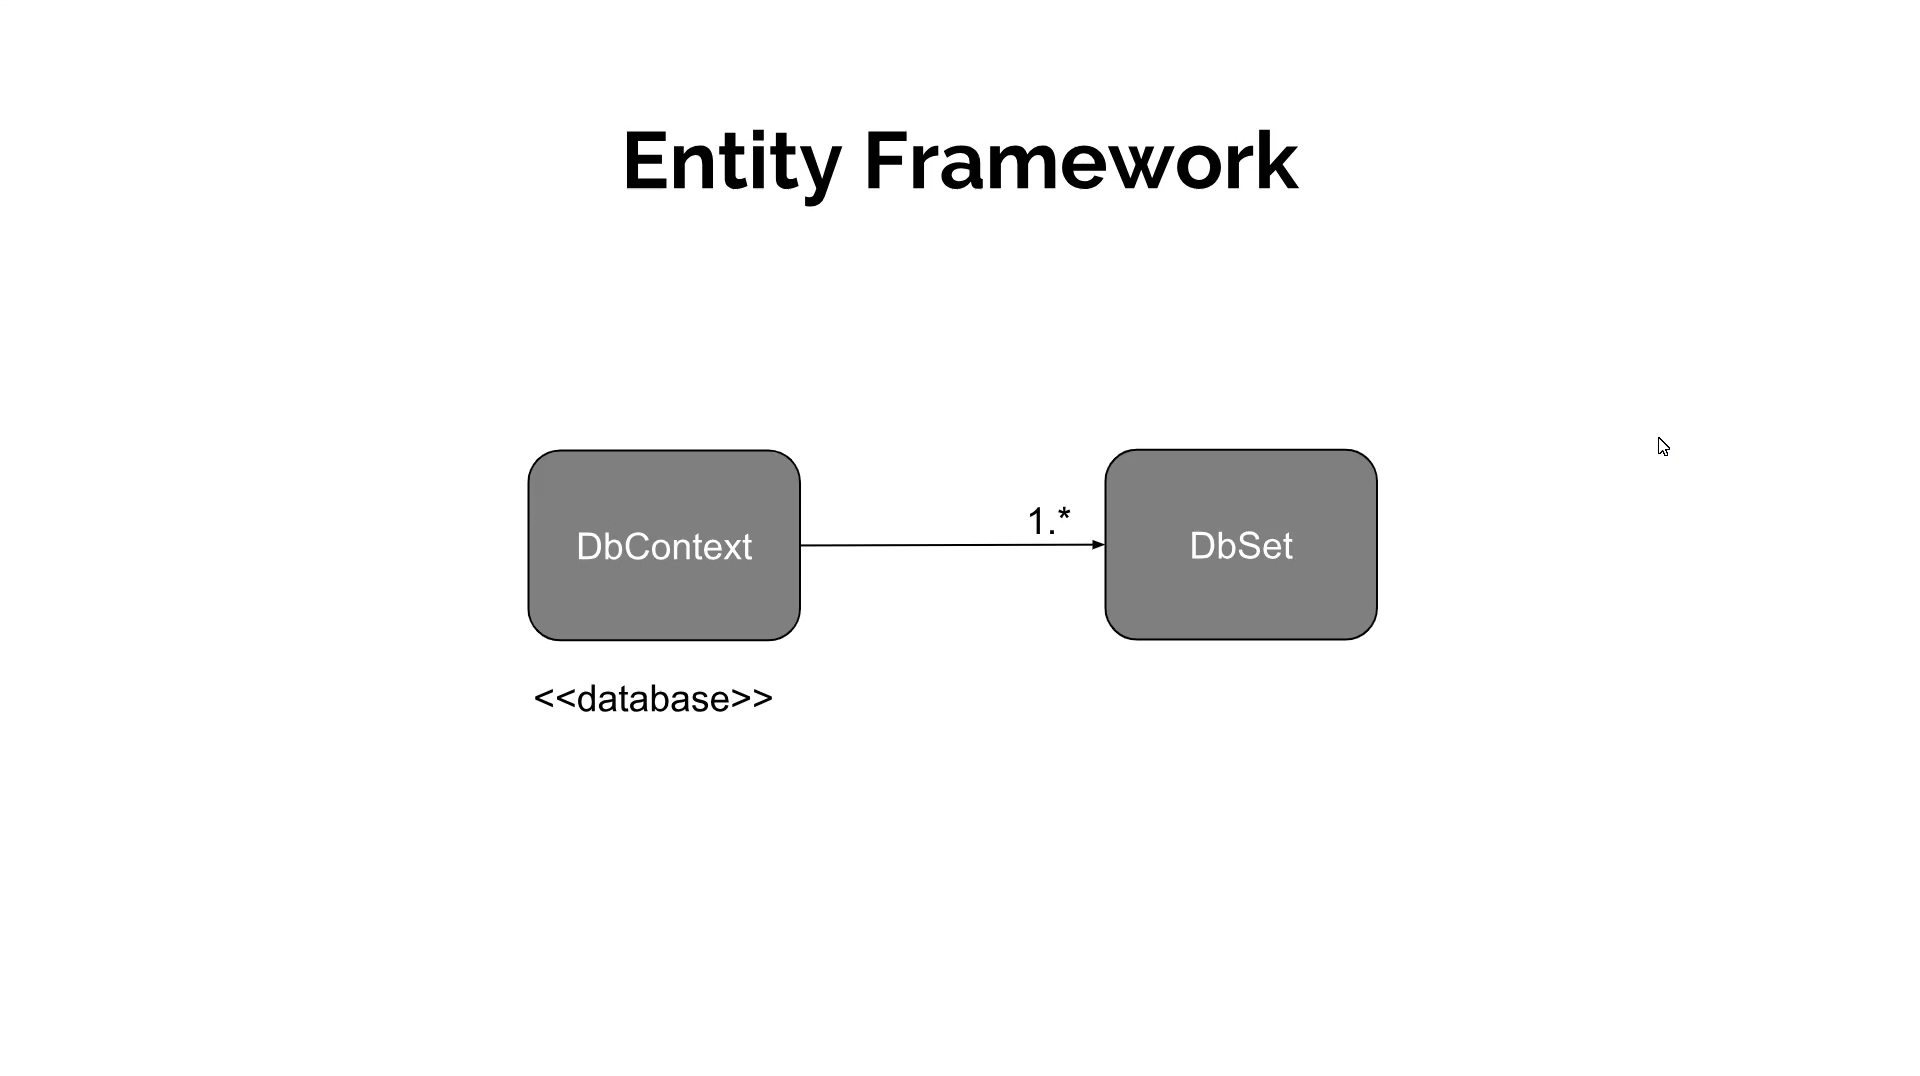 Entity Framework
1.*
DbContext
DbSet
<<database>>